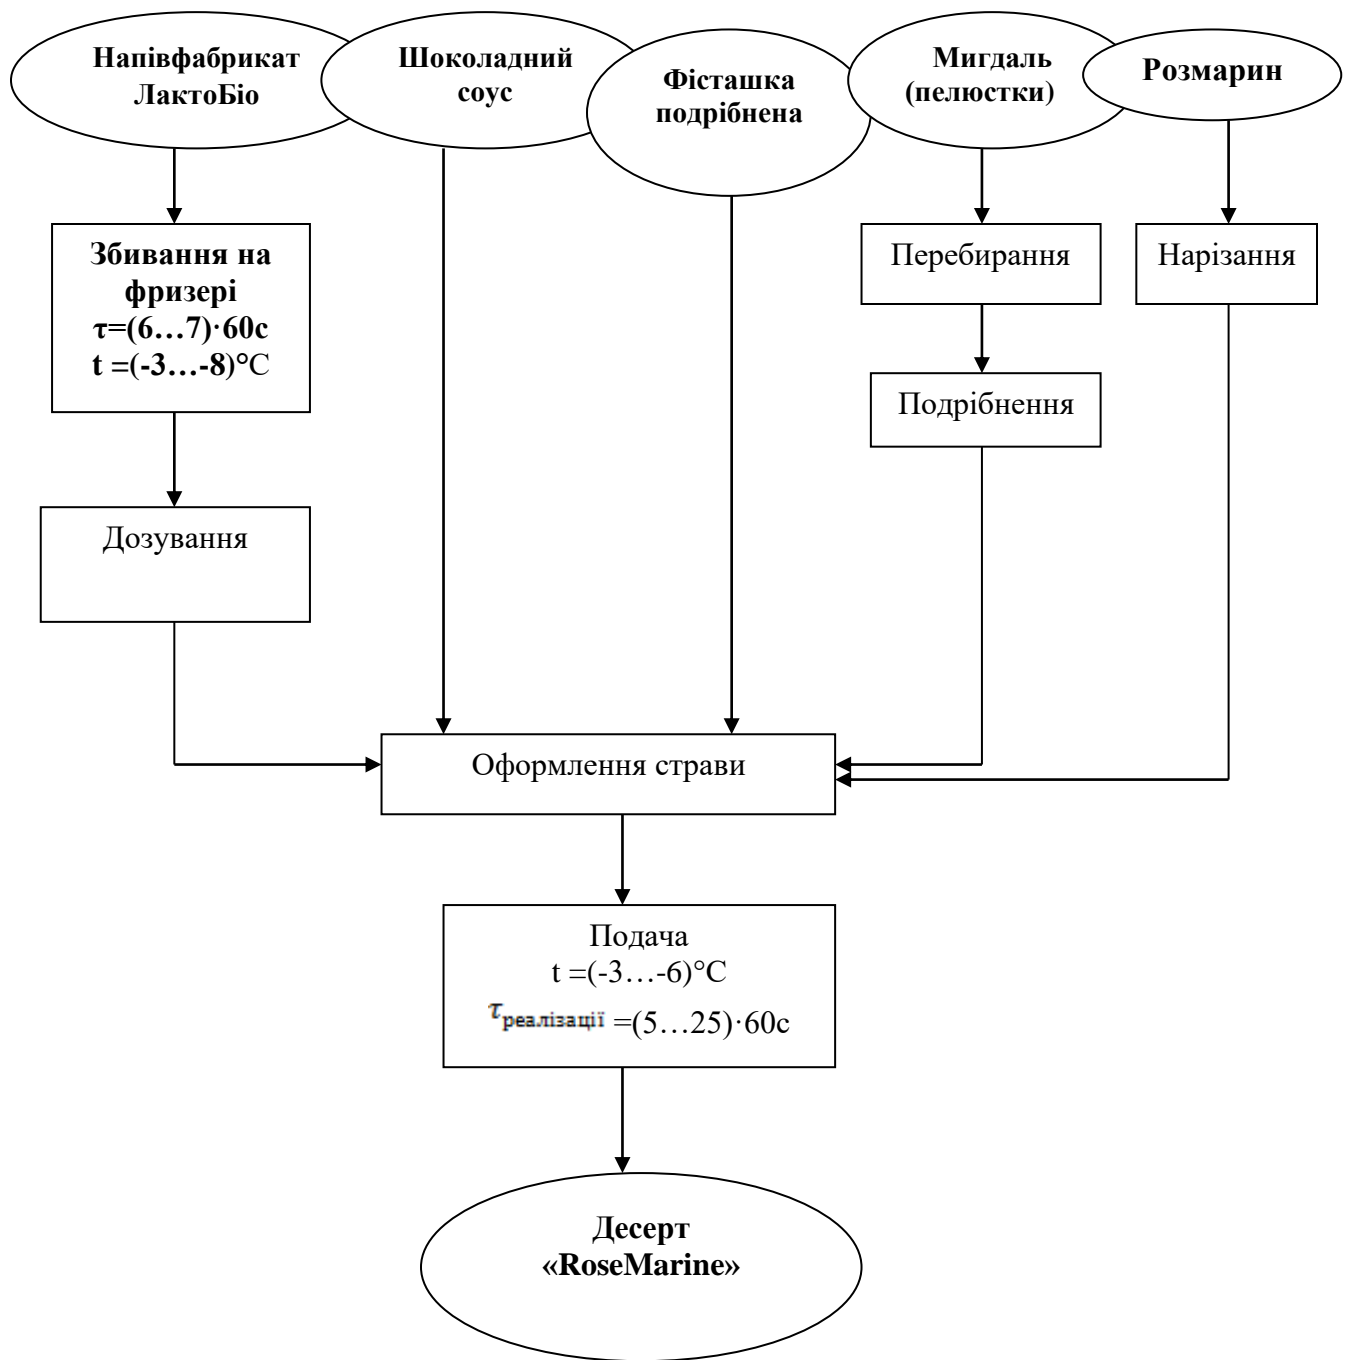 Напівфабрикат
ЛактоБіо
Шоколадний
соус
Фісташка
подрібнена
Мигдаль
(пелюстки)
Розмарин
Збивання на
фризері
τ=(6…7)·60с
t =(-3…-8)°С
Перебирання
Нарізання
Подрібнення
Дозування
Оформлення страви
Подача
t =(-3…-6)°С
τреалізації =(5…25)·60с
Десерт
«RoseMarine»